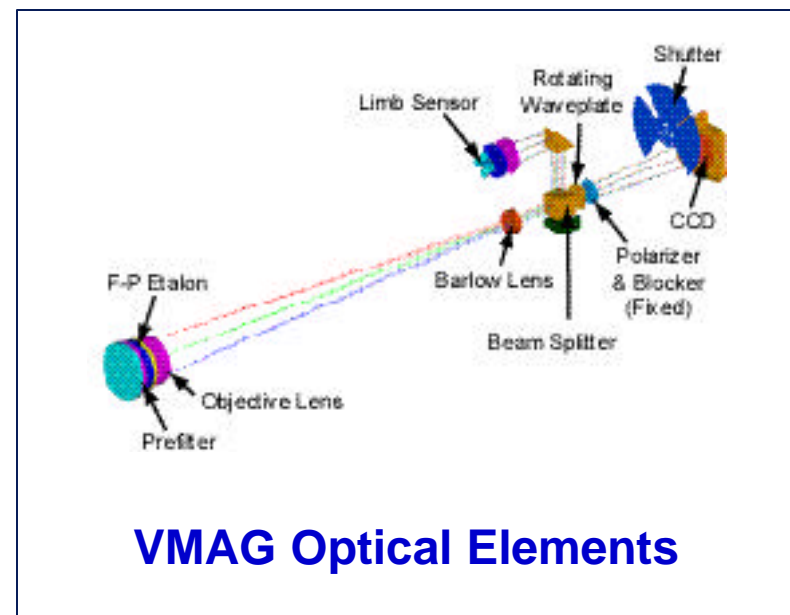 Shutter
Rotating
Waveplate
Limb Sensor
CCD
Polarizer
& Blocker
(Fixed)
Barlow Lens
Beam Splitter
F-P Etalon
Objective Lens
Prefilter
VMAG Optical Elements